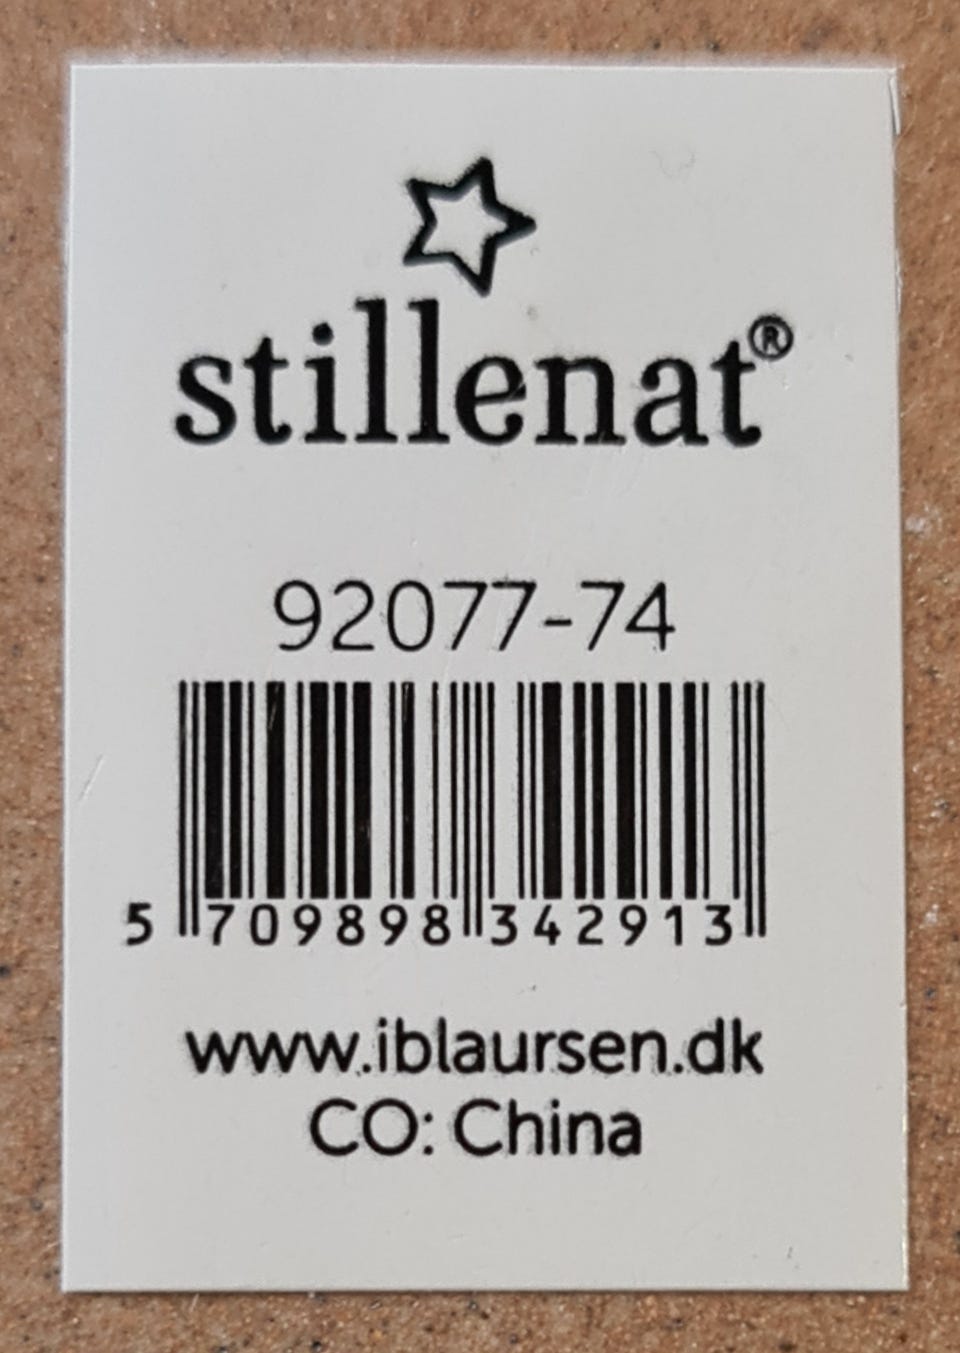 stillenat®
92077-74
5 709898 342913
www.iblaursen.dk
CO: China